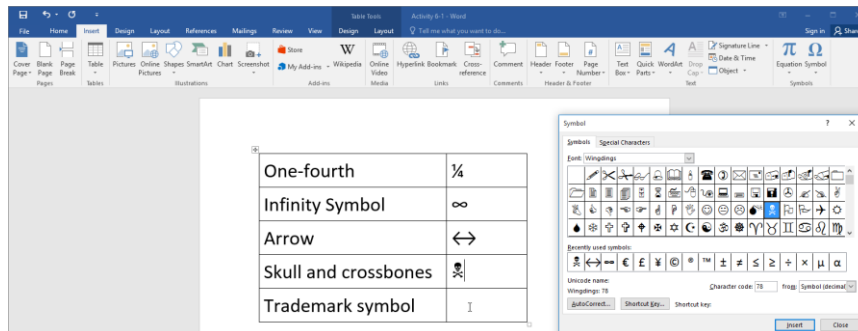 Table Tools Activity 6-1 - Word
File Home Insert Design Layout References Mailings Review View Design Layout Tell me what you want to do... Sign in Share
Cover Page Blank Page Page Break Table Pictures Online Pictures Shapes SmartArt Chart Screenshot Store My Add-ins Wikipedia Online Video Hyperlink Bookmark Cross-reference Comment Header Footer Page Number Text Box Quick Parts WordArt Drop Cap Signature Line Date & Time Object Equation Symbol
Pages Tables Illustrations Add-ins Media Links Comments Header & Footer Text Symbols
One-fourth ¼
Infinity Symbol ∞
Arrow ↔
Skull and crossbones ☠
Trademark symbol
Symbol ? X
Symbols Special Characters
Font: Wingdings
Recently used symbols:
☠ ↔ ∞ € £ ¥ © ® ™ ± ≠ ≤ ≥ ÷ × µ α
Unicode name:
Wingdings: 78
Character code: 78 from: Symbol (decimal)
AutoCorrect... Shortcut Key... Shortcut key:
Insert Close